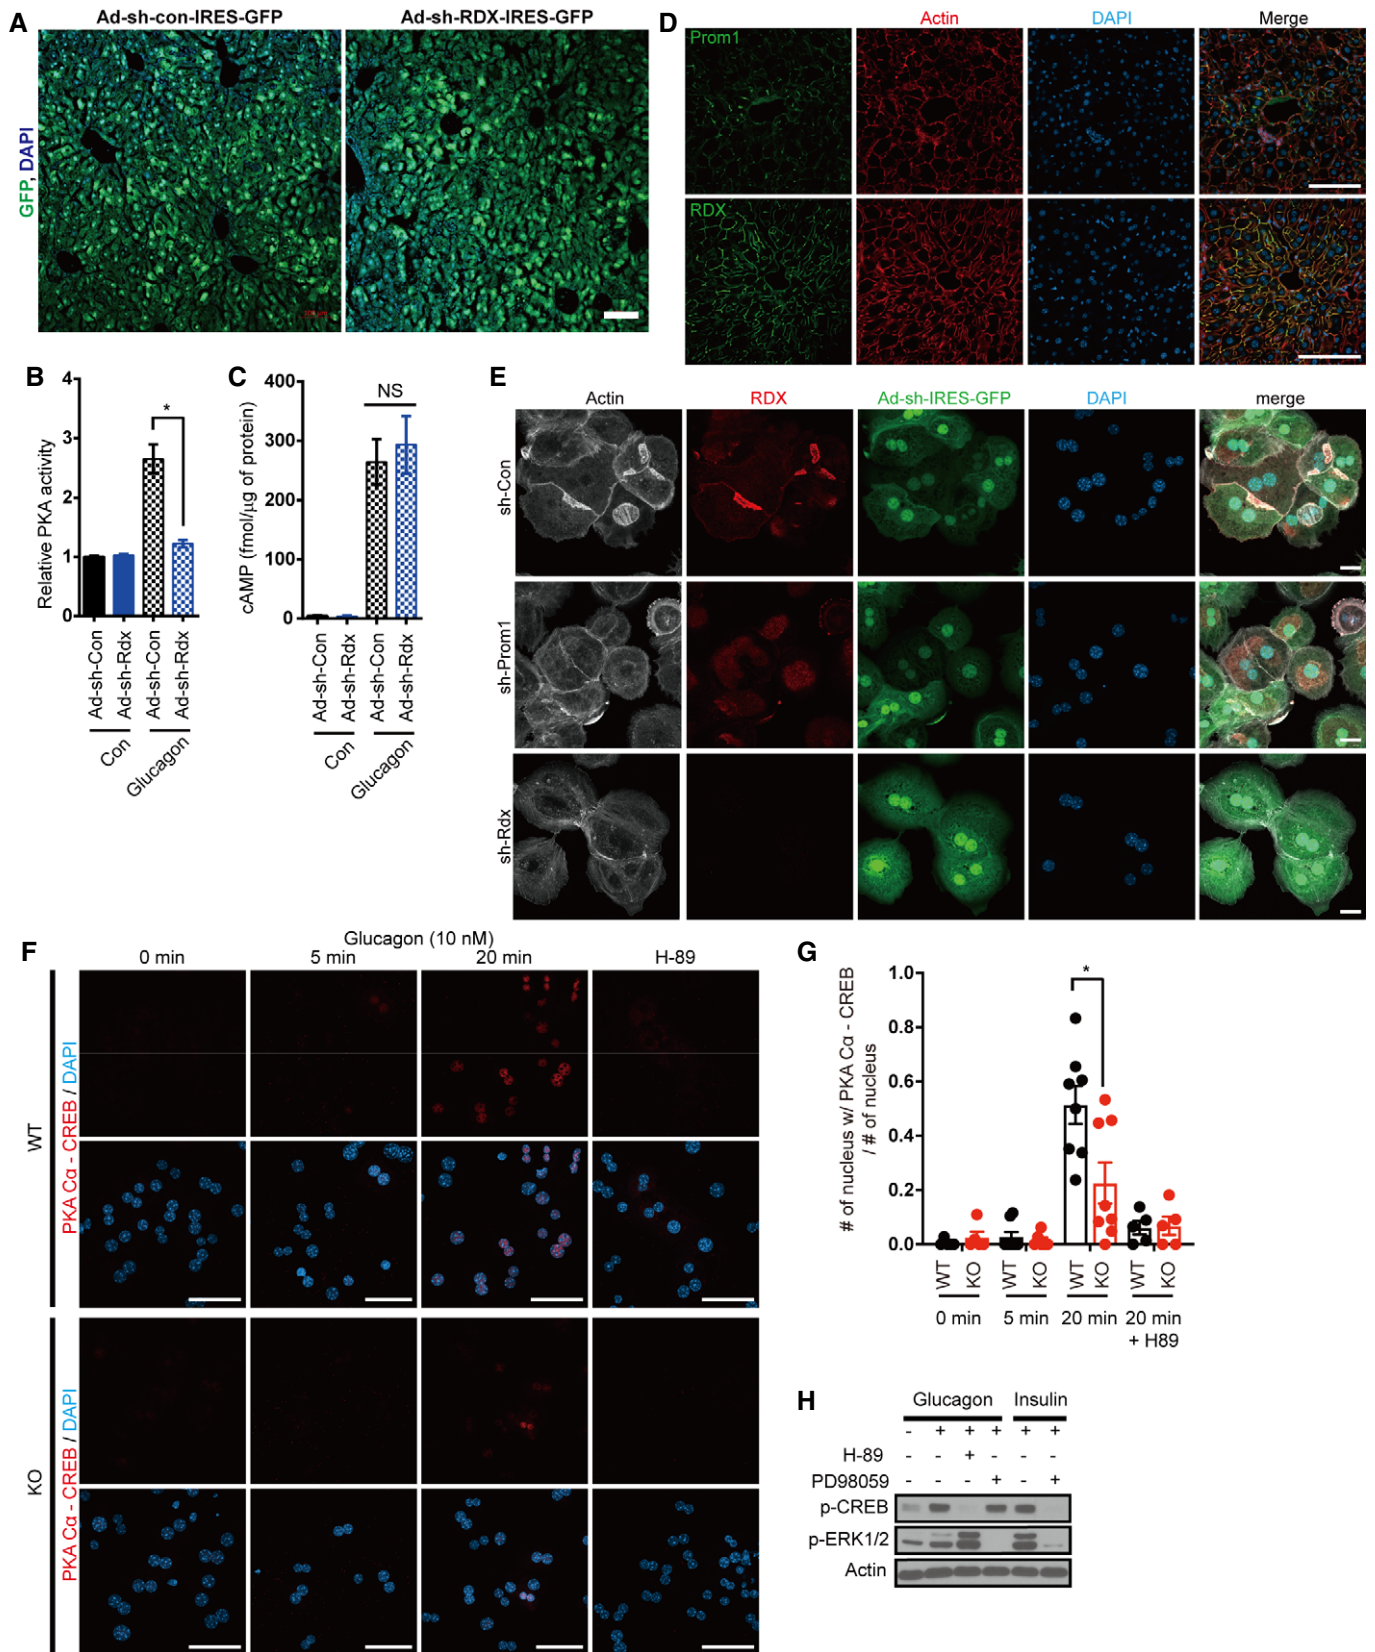 A
Ad-sh-con-IRES-GFP
Ad-sh-RDX-IRES-GFP
GFP, DAPI
D
Actin
DAPI
Merge
Prom1
RDX
B
Relative PKA activity
4
3
2
1
0
*
Ad-sh-Con
Ad-sh-Rdx
Ad-sh-Con
Ad-sh-Rdx
Con
Glucagon
C
cAMP (fmol/μg of protein)
400
300
200
100
0
NS
Ad-sh-Con
Ad-sh-Rdx
Ad-sh-Con
Ad-sh-Rdx
Con
Glucagon
E
Actin
RDX
Ad-sh-IRES-GFP
DAPI
merge
sh-Con
sh-Prom1
sh-Rdx
F
Glucagon (10 nM)
0 min
5 min
20 min
H-89
WT
PKA Cα - CREB / DAPI
KO
PKA Cα - CREB / DAPI
G
# of nucleus w/ PKA Cα - CREB
/ # of nucleus
1.0
0.8
0.6
0.4
0.2
0.0
*
WT
KO
WT
KO
WT
KO
WT
KO
0 min
5 min
20 min
20 min
+ H89
H
Glucagon
Insulin
- + + + + +
H-89 - - + - - -
PD98059 - - - + - +
p-CREB
p-ERK1/2
Actin